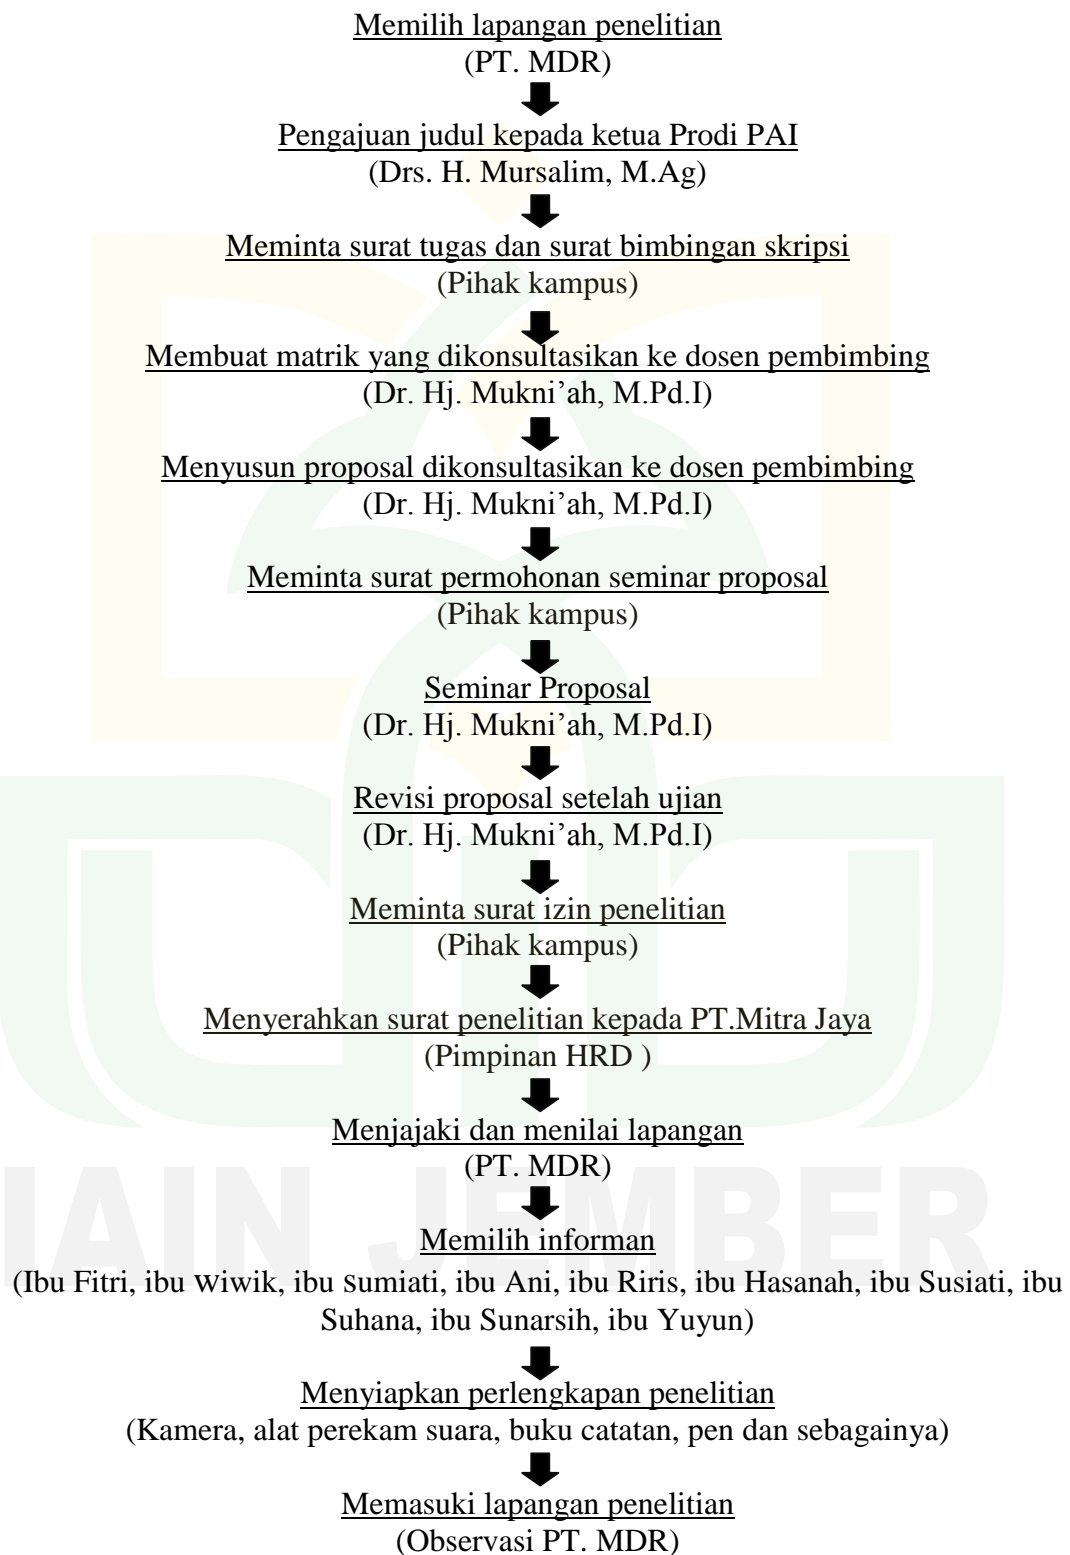 Memilih lapangan penelitian
(PT. MDR)
Pengajuan judul kepada ketua Prodi PAI
(Drs. H. Mursalim, M.Ag)
Meminta surat tugas dan surat bimbingan skripsi
(Pihak kampus)
Membuat matrik yang dikonsultasikan ke dosen pembimbing
(Dr. Hj. Mukni’ah, M.Pd.I)
Menyusun proposal dikonsultasikan ke dosen pembimbing
(Dr. Hj. Mukni’ah, M.Pd.I)
Meminta surat permohonan seminar proposal
(Pihak kampus)
Seminar Proposal
(Dr. Hj. Mukni’ah, M.Pd.I)
Revisi proposal setelah ujian
(Dr. Hj. Mukni’ah, M.Pd.I)
Meminta surat izin penelitian
(Pihak kampus)
Menyerahkan surat penelitian kepada PT.Mitra Jaya
(Pimpinan HRD )
Menjajaki dan menilai lapangan
(PT. MDR)
IAIN JEMBER
Memilih informan
(Ibu Fitri, ibu Wiwik, ibu Sumiati, ibu Ani, ibu Riris, ibu Hasanah, ibu Susiati, ibu
Suhana, ibu Sunarsih, ibu Yuyun)
Menyiapkan perlengkapan penelitian
(Kamera, alat perekam suara, buku catatan, pen dan sebagainya)
Memasuki lapangan penelitian
(Observasi PT. MDR)